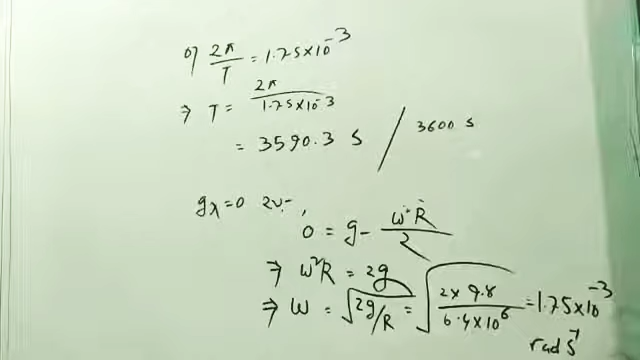 or, 2π/T = 1.75×10^-3
⇒ T = 2π/1.75×10^-3
= 3590.3 s / 3600 s
gλ=0
0 = g - ω²R/2
⇒ ω²R = 2g
⇒ ω = √2g/R = √2×9.8/6.4×10^6 = 1.75×10^-3
rad s^-1